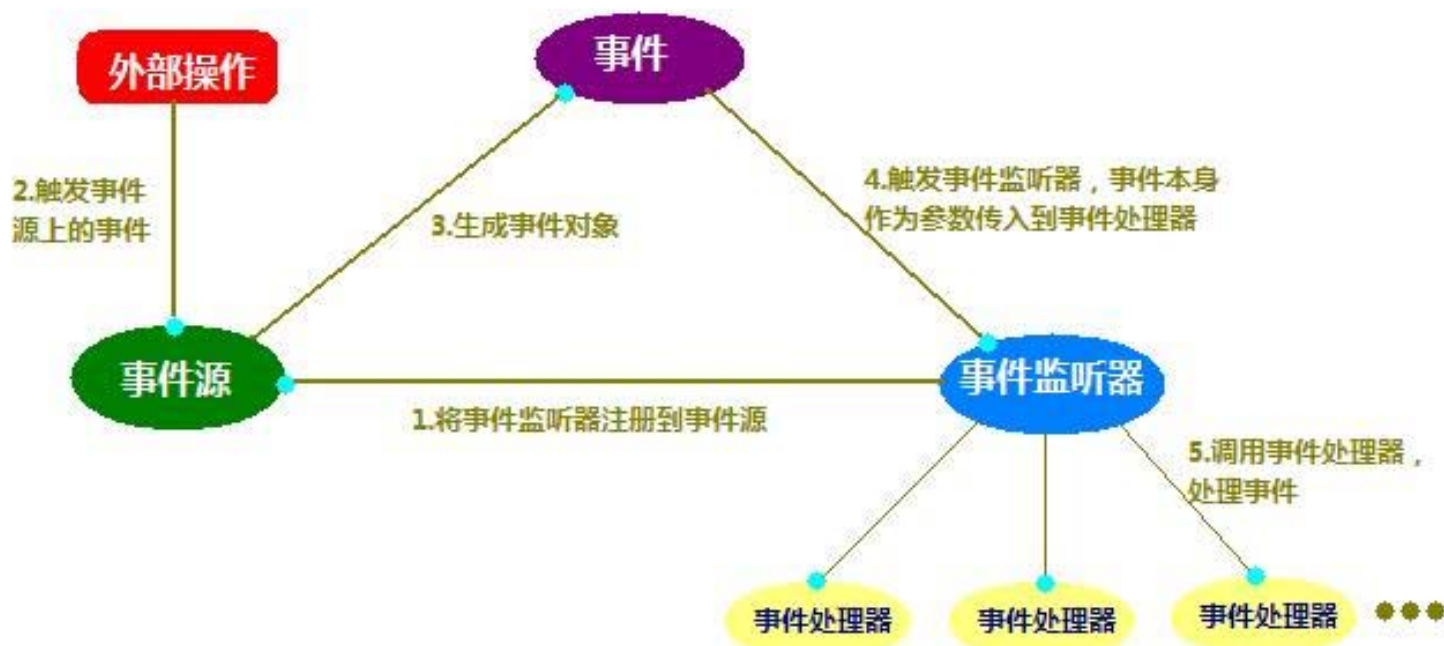 外部操作
事件
2.触发事件
源上的事件
3.生成事件对象
4.触发事件监听器，事件本身
作为参数传入到事件处理器
事件源
事件监听器
1.将事件监听器注册到事件源
5.调用事件处理器，
处理事件
事件处理器
事件处理器
事件处理器